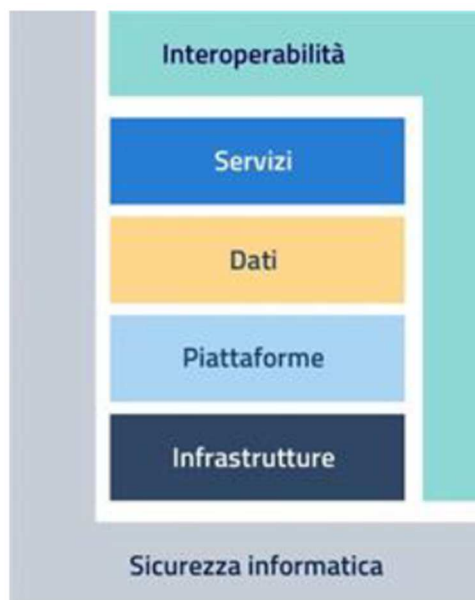 Interoperabilità
Servizi
Dati
Piattaforme
Infrastrutture
Sicurezza informatica